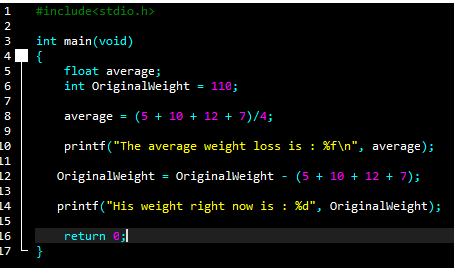 1 #include<stdio.h>
2
3 int main(void)
4 {
5 float average;
6 int OriginalWeight = 110;
7
8 average = (5 + 10 + 12 + 7)/4;
9
10 printf("The average weight loss is : %f\n", average);
11
12 OriginalWeight = OriginalWeight - (5 + 10 + 12 + 7);
13
14 printf("His weight right now is : %d", OriginalWeight);
15
16 return 0;
17 }